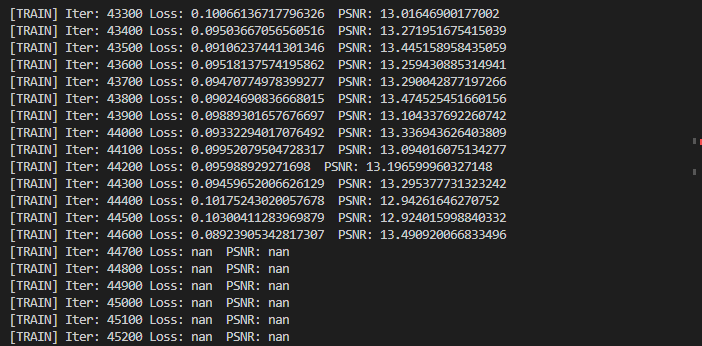 [TRAIN] Iter: 43300 Loss: 0.10066136717796326  PSNR: 13.01646900177002
[TRAIN] Iter: 43400 Loss: 0.09503667056560516  PSNR: 13.271951675415039
[TRAIN] Iter: 43500 Loss: 0.09106237441301346  PSNR: 13.445158958435059
[TRAIN] Iter: 43600 Loss: 0.09518137574195862  PSNR: 13.259430885314941
[TRAIN] Iter: 43700 Loss: 0.09470774978399277  PSNR: 13.290042877197266
[TRAIN] Iter: 43800 Loss: 0.09024690836668015  PSNR: 13.474525451660156
[TRAIN] Iter: 43900 Loss: 0.09889301657676697  PSNR: 13.104337692260742
[TRAIN] Iter: 44000 Loss: 0.09332294017076492  PSNR: 13.336943626403809
[TRAIN] Iter: 44100 Loss: 0.09952079504728317  PSNR: 13.094016075134277
[TRAIN] Iter: 44200 Loss: 0.095988929271698  PSNR: 13.196599960327148
[TRAIN] Iter: 44300 Loss: 0.09459652006626129  PSNR: 13.295377731323242
[TRAIN] Iter: 44400 Loss: 0.10175243020057678  PSNR: 12.94261646270752
[TRAIN] Iter: 44500 Loss: 0.10300411283969879  PSNR: 12.924015998840332
[TRAIN] Iter: 44600 Loss: 0.08923905342817307  PSNR: 13.490920066833496
[TRAIN] Iter: 44700 Loss: nan  PSNR: nan
[TRAIN] Iter: 44800 Loss: nan  PSNR: nan
[TRAIN] Iter: 44900 Loss: nan  PSNR: nan
[TRAIN] Iter: 45000 Loss: nan  PSNR: nan
[TRAIN] Iter: 45100 Loss: nan  PSNR: nan
[TRAIN] Iter: 45200 Loss: nan  PSNR: nan